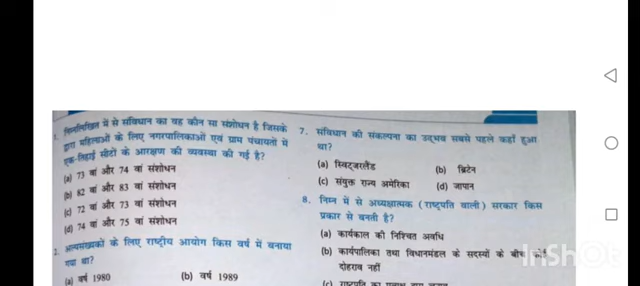 1. निम्नलिखित में से संविधान का वह कौन सा संशोधन है जिसके
द्वारा महिलाओं के लिए नगरपालिकाओं एवं ग्राम पंचायतों में
एक-तिहाई सीटों के आरक्षण की व्यवस्था की गई है?
(a) 73 वां और 74 वां संशोधन
(b) 82 वां और 83 वां संशोधन
(c) 72 वां और 73 वां संशोधन
(d) 74 वां और 75 वां संशोधन
2. अल्पसंख्यकों के लिए राष्ट्रीय आयोग किस वर्ष में बनाया
गया था?
(a) वर्ष 1980 (b) वर्ष 1989
7. संविधान की संकल्पना का उद्भव सबसे पहले कहाँ हुआ
था?
(a) स्विट्जरलैंड (b) ब्रिटेन
(c) संयुक्त राज्य अमेरिका (d) जापान
8. निम्न में से अध्यक्षात्मक (राष्ट्रपति वाली) सरकार किस
प्रकार से बनती है?
(a) कार्यकाल की निश्चित अवधि
(b) कार्यपालिका तथा विधानमंडल के सदस्यों के बीच कोई
दोहराव नहीं
(c) राष्ट्रपति का
InShOt